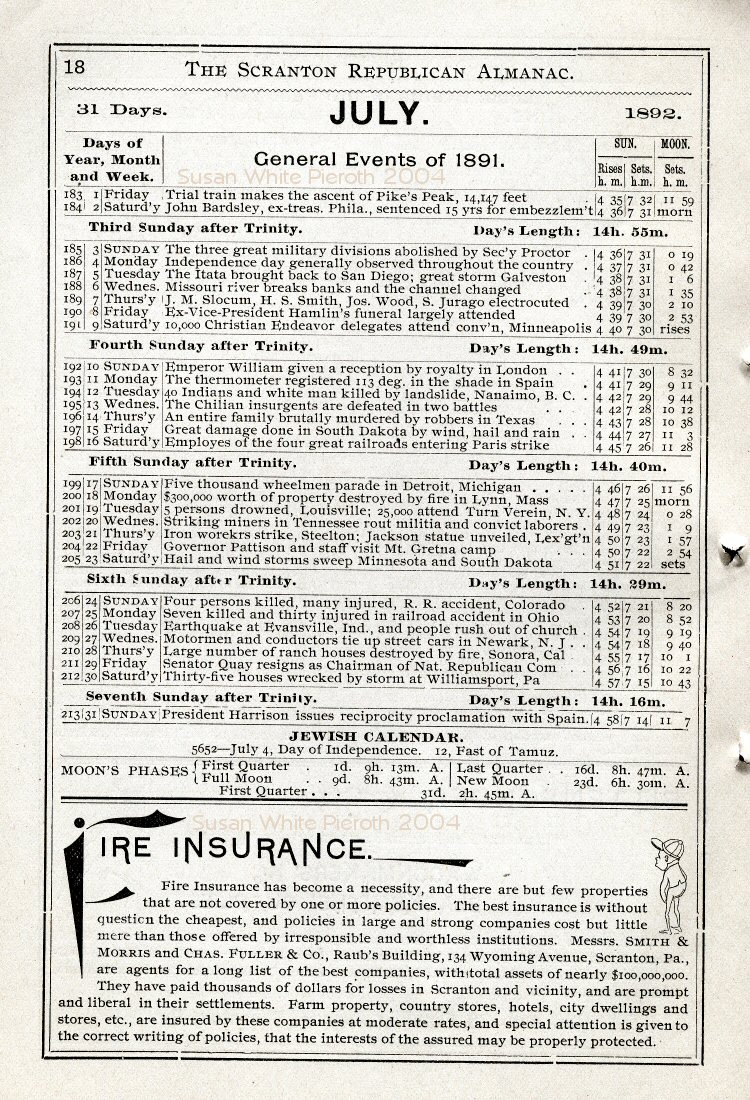 18
THE SCRANTON REPUBLICAN ALMANAC.
31 Days. JULY. 1892.
Days of Year, Month and Week. General Events of 1891. SUN. MOON.
Rises Sets. Sets.
h. m. h. m. h. m.
Susan White Pieroth 2004
183 1 Friday Trial train makes the ascent of Pike's Peak, 14,147 feet . 4 35 7 32 11 59
184 2 Saturd'y John Bardsley, ex-treas. Phila., sentenced 15 yrs for embezzlem't 4 36 7 31 morn
Third Sunday after Trinity. Day's Length: 14h. 55m.
185 3 SUNDAY The three great military divisions abolished by Sec'y Proctor . 4 36 7 31 0 19
186 4 Monday Independence day generally observed throughout the country . 4 37 7 31 0 42
187 5 Tuesday The Itata brought back to San Diego; great storm Galveston . 4 38 7 31 1 6
188 6 Wednes. Missouri river breaks banks and the channel changed . 4 38 7 31 1 35
189 7 Thurs'y J. M. Slocum, H. S. Smith, Jos. Wood, S. Jurago electrocuted . 4 39 7 30 2 10
190 8 Friday Ex-Vice-President Hamlin's funeral largely attended 4 39 7 30 2 53
191 9 Saturd'y 10,000 Christian Endeavor delegates attend conv'n, Minneapolis 4 40 7 30 rises
Fourth Sunday after Trinity. Day's Length: 14h. 49m.
192 10 SUNDAY Emperor William given a reception by royalty in London . . 4 41 7 30 8 32
193 11 Monday The thermometer registered 113 deg. in the shade in Spain . 4 41 7 29 9 11
194 12 Tuesday 40 Indians and white man killed by landslide, Nanaimo, B. C. . 4 42 7 29 9 44
195 13 Wednes. The Chilian insurgents are defeated in two battles . . 4 42 7 28 10 12
196 14 Thurs'y An entire family brutally murdered by robbers in Texas . . . 4 43 7 28 10 38
197 15 Friday Great damage done in South Dakota by wind, hail and rain . . 4 44 7 27 11 3
198 16 Saturd'y Employes of the four great railroads entering Paris strike 4 45 7 26 11 28
Fifth Sunday after Trinity. Day's Length: 14h. 40m.
199 17 SUNDAY Five thousand wheelmen parade in Detroit, Michigan . . . . . 4 46 7 26 11 56
200 18 Monday $300,000 worth of property destroyed by fire in Lynn, Mass 4 47 7 25 morn
201 19 Tuesday 5 persons drowned, Louisville; 25,000 attend Turn Verein, N. Y. 4 48 7 24 0 28
202 20 Wednes. Striking miners in Tennessee rout militia and convict laborers . 4 49 7 23 1 9
203 21 Thurs'y Iron worekrs strike, Steelton; Jackson statue unveiled, Lex'gt'n 4 50 7 23 1 57
204 22 Friday Governor Pattison and staff visit Mt. Gretna camp . . . 4 50 7 22 2 54
205 23 Saturd'y Hail and wind storms sweep Minnesota and South Dakota 4 51 7 22 sets
Sixth Sunday after Trinity. Day's Length: 14h. 29m.
206 24 SUNDAY Four persons killed, many injured, R. R. accident, Colorado . 4 52 7 21 8 20
207 25 Monday Seven killed and thirty injured in railroad accident in Ohio . 4 53 7 20 8 52
208 26 Tuesday Earthquake at Evansville, Ind., and people rush out of church . 4 54 7 19 9 19
209 27 Wednes. Motormen and conductors tie up street cars in Newark, N. J . . 4 54 7 18 9 40
210 28 Thurs'y Large number of ranch houses destroyed by fire, Sonora, Cal . 4 55 7 17 10 1
211 29 Friday Senator Quay resigns as Chairman of Nat. Republican Com . 4 56 7 16 10 22
212 30 Saturd'y Thirty-five houses wrecked by storm at Williamsport, Pa 4 57 7 15 10 43
Seventh Sunday after Trinity. Day's Length: 14h. 16m.
213 31 SUNDAY President Harrison issues reciprocity proclamation with Spain. 4 58 7 14 11 7
JEWISH CALENDAR.
5652—July 4, Day of Independence. 12, Fast of Tamuz.
MOON'S PHASES { First Quarter . 1d. 9h. 13m. A. Last Quarter . . 16d. 8h. 47m. A.
Full Moon . . 9d. 8h. 43m. A. New Moon . 23d. 6h. 30m. A.
First Quarter . . . 31d. 2h. 45m. A.
Susan White Pieroth 2004
FIRE INSURANCE.
Fire Insurance has become a necessity, and there are but few properties
that are not covered by one or more policies. The best insurance is without
question the cheapest, and policies in large and strong companies cost but little
more than those offered by irresponsible and worthless institutions. Messrs. SMITH &
MORRIS and CHAS. FULLER & Co., Raub's Building, 134 Wyoming Avenue, Scranton, Pa.,
are agents for a long list of the best companies, with total assets of nearly $100,000,000.
They have paid thousands of dollars for losses in Scranton and vicinity, and are prompt
and liberal in their settlements. Farm property, country stores, hotels, city dwellings and
stores, etc., are insured by these companies at moderate rates, and special attention is given to
the correct writing of policies, that the interests of the assured may be properly protected.